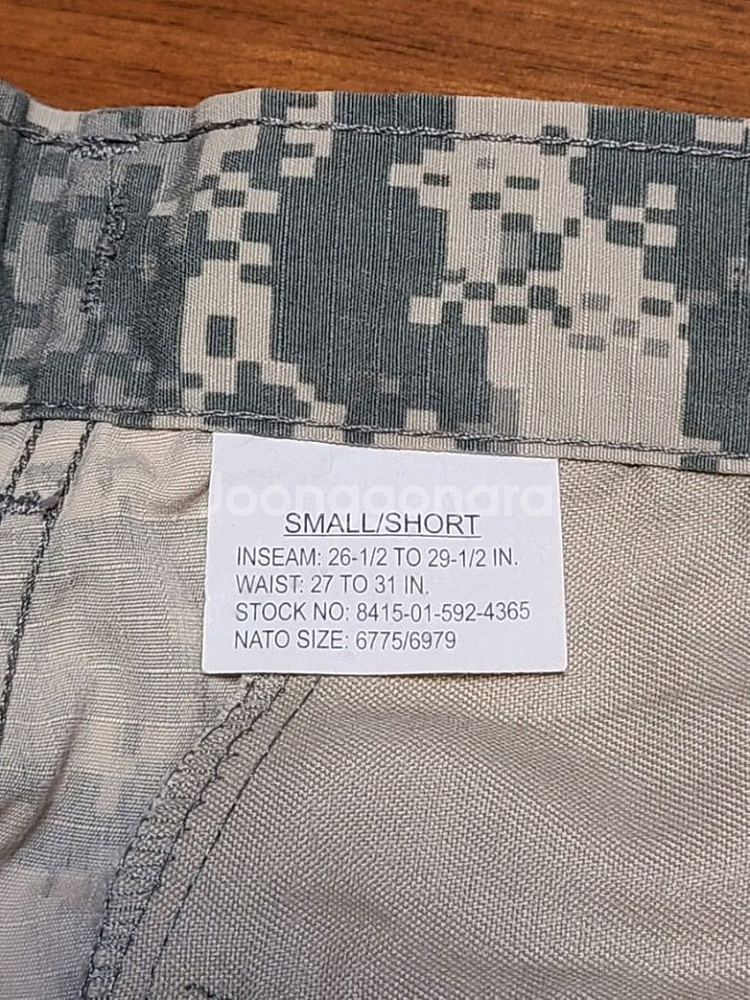 Joonggonara
SMALL/SHORT
INSEAM: 26-1/2 TO 29-1/2 IN.
WAIST: 27 TO 31 IN.
STOCK NO: 8415-01-592-4365
NATO SIZE: 6775/6979